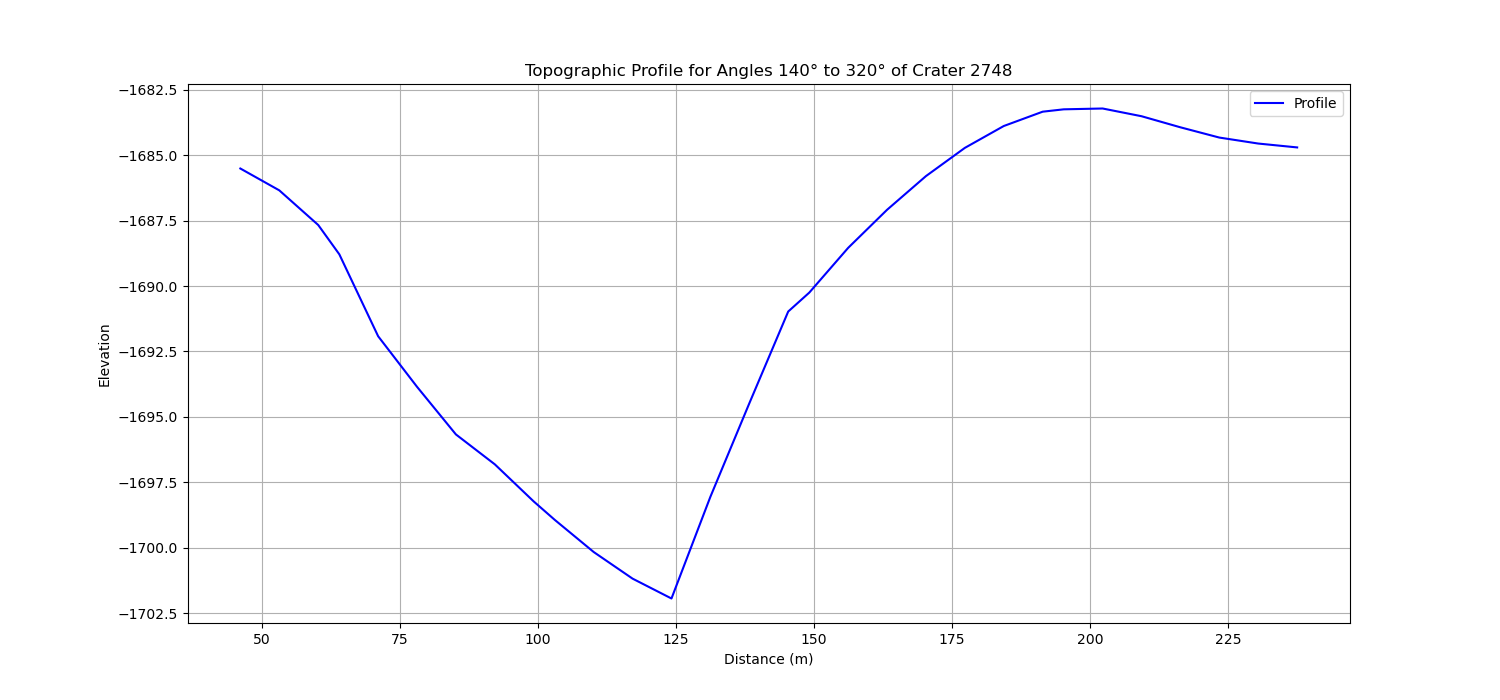 Topographic Profile for Angles 140° to 320° of Crater 2748
Profile
−1682.5
−1685.0
−1687.5
−1690.0
−1692.5
−1695.0
−1697.5
−1700.0
−1702.5
Elevation
50 75 100 125 150 175 200 225
Distance (m)